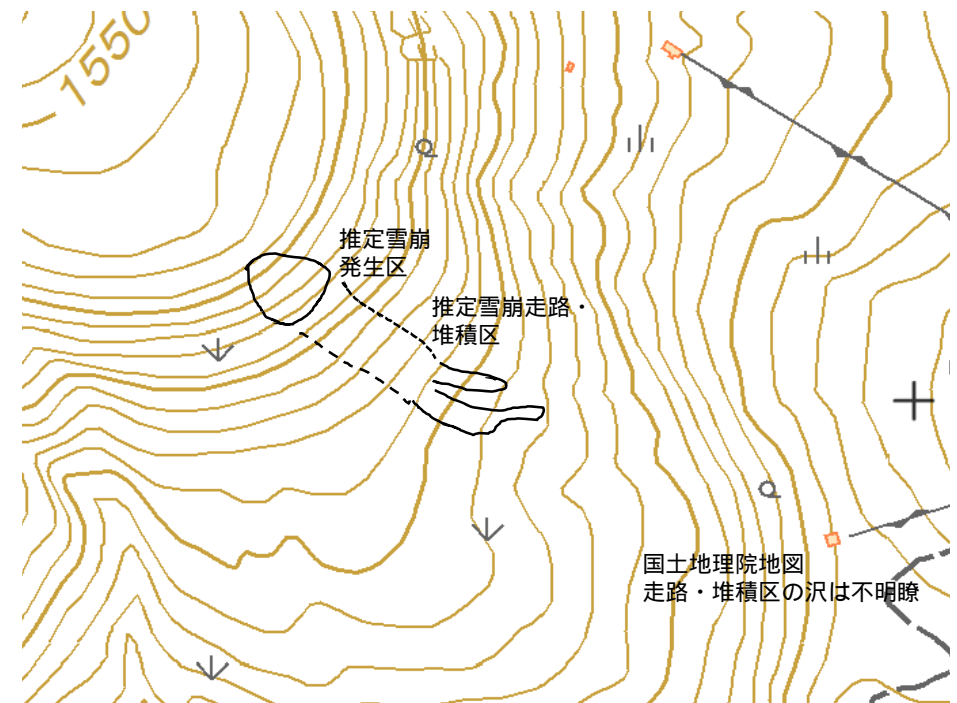 1550
推定雪崩
発生区
推定雪崩走路・
堆積区
国土地理院地図
走路・堆積区の沢は不明瞭